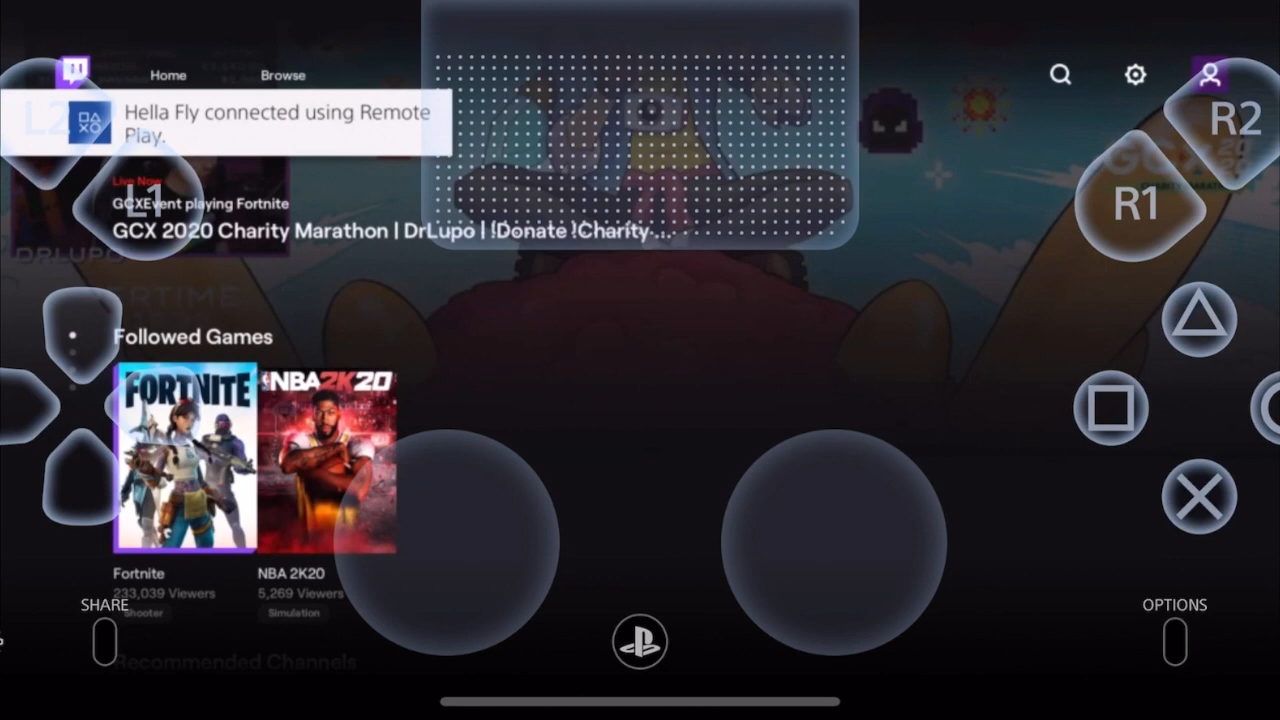 Home
Browse
L2
Hella Fly connected using Remote
Play.
R2
Live Now
L1
R1
GCXEvent playing Fortnite
GCX 2020 Charity Marathon | DrLupo | !Donate !Charity ...
GCX
DRLUPO
Followed Games
FORTNITE
NBA2K20
Fortnite
NBA 2K20
233,039 Viewers
5,269 Viewers
Shooter
Simulation
SHARE
OPTIONS
Recommended Channels